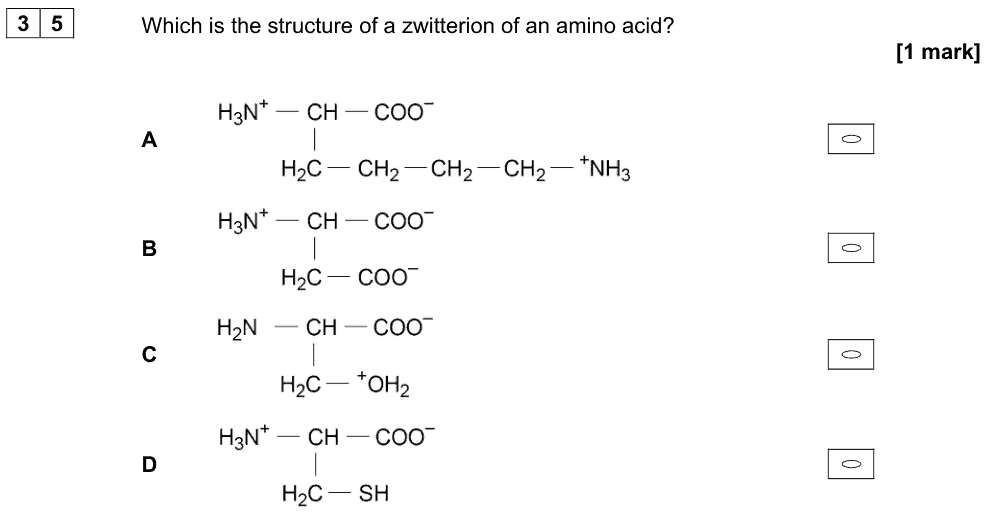 3 5 Which is the structure of a zwitterion of an amino acid?
[1 mark]
H₃N⁺ — CH — COO⁻
A
H₂C — CH₂ — CH₂ — CH₂ — ⁺NH₃
H₃N⁺ — CH — COO⁻
B
H₂C — COO⁻
H₂N — CH — COO⁻
C
H₂C — ⁺OH₂
H₃N⁺ — CH — COO⁻
D
H₂C — SH